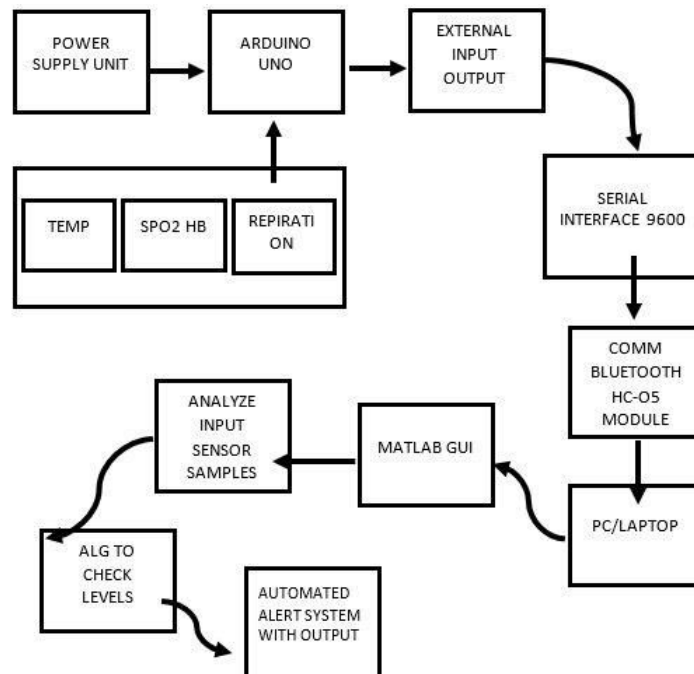 POWER
SUPPLY UNIT
ARDUINO
UNO
EXTERNAL
INPUT
OUTPUT
TEMP
SPO2 HB
REPIRATI
ON
SERIAL
INTERFACE 9600
COMM
BLUETOOTH
HC-O5
MODULE
PC/LAPTOP
MATLAB GUI
ANALYZE
INPUT
SENSOR
SAMPLES
ALG TO
CHECK
LEVELS
AUTOMATED
ALERT SYSTEM
WITH OUTPUT